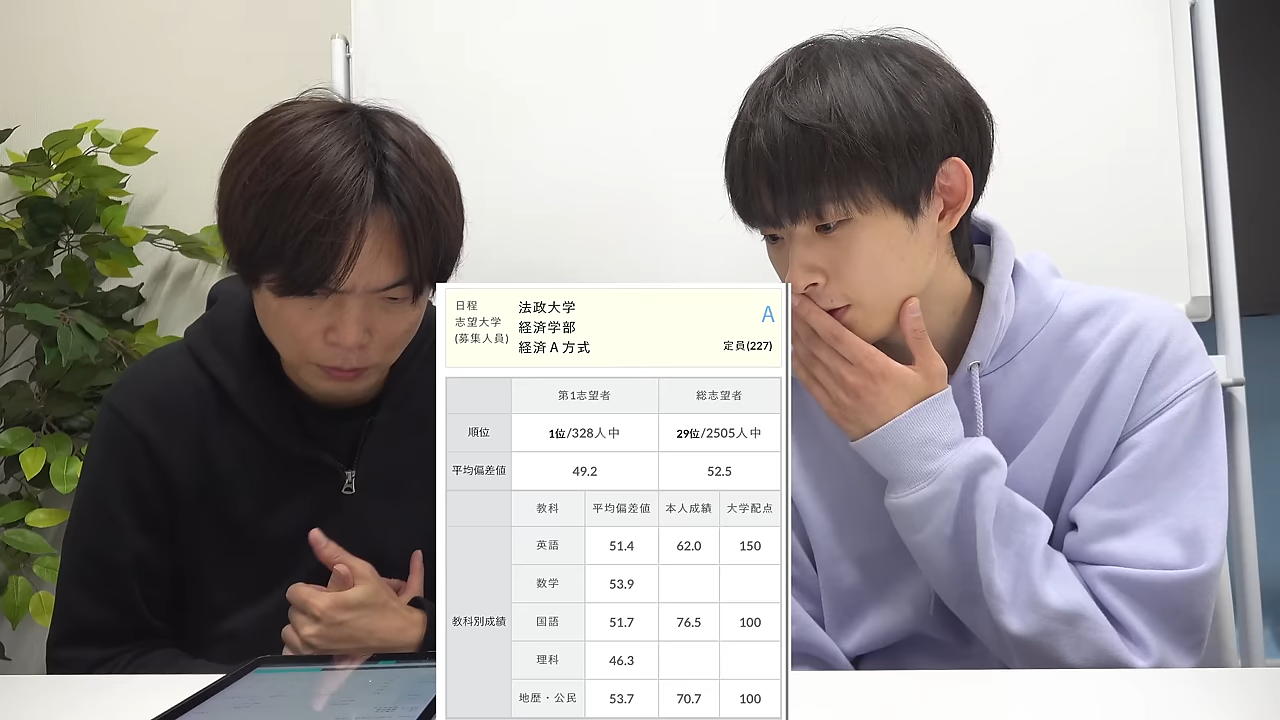 日程
志望大学
(募集人員)
法政大学
経済学部
経済A方式
A
定員(227)
第1志望者 総志望者
順位 1位/328人中 29位/2505人中
平均偏差値 49.2 52.5
教科 平均偏差値 本人成績 大学配点
教科別成績
英語 51.4 62.0 150
数学 53.9
国語 51.7 76.5 100
理科 46.3
地歴・公民 53.7 70.7 100